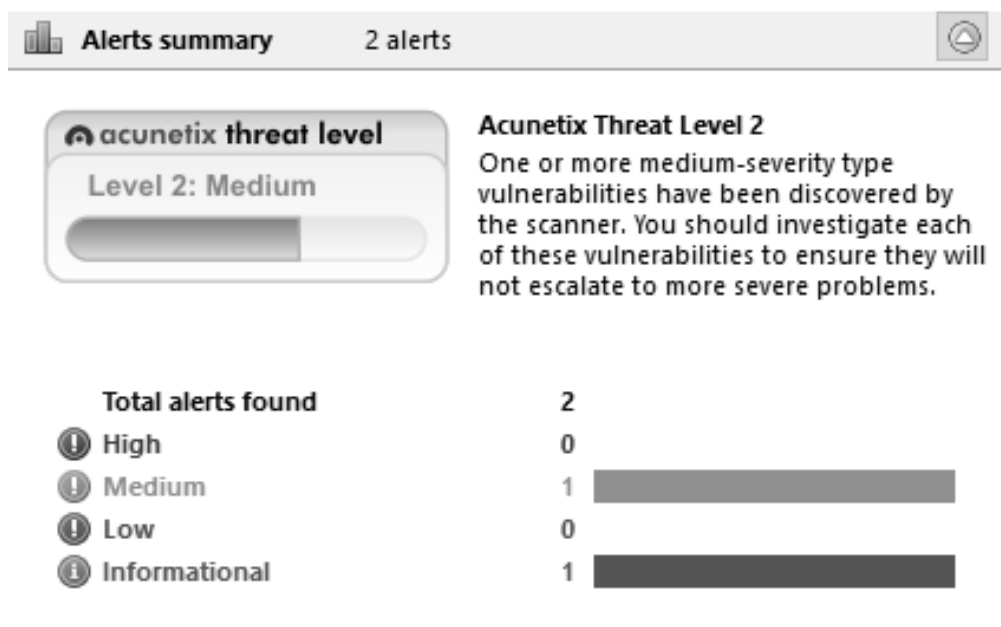 Alerts summary 2 alerts
acunetix threat level
Level 2: Medium
Acunetix Threat Level 2
One or more medium-severity type
vulnerabilities have been discovered by
the scanner. You should investigate each
of these vulnerabilities to ensure they will
not escalate to more severe problems.
Total alerts found 2
High 0
Medium 1
Low 0
Informational 1